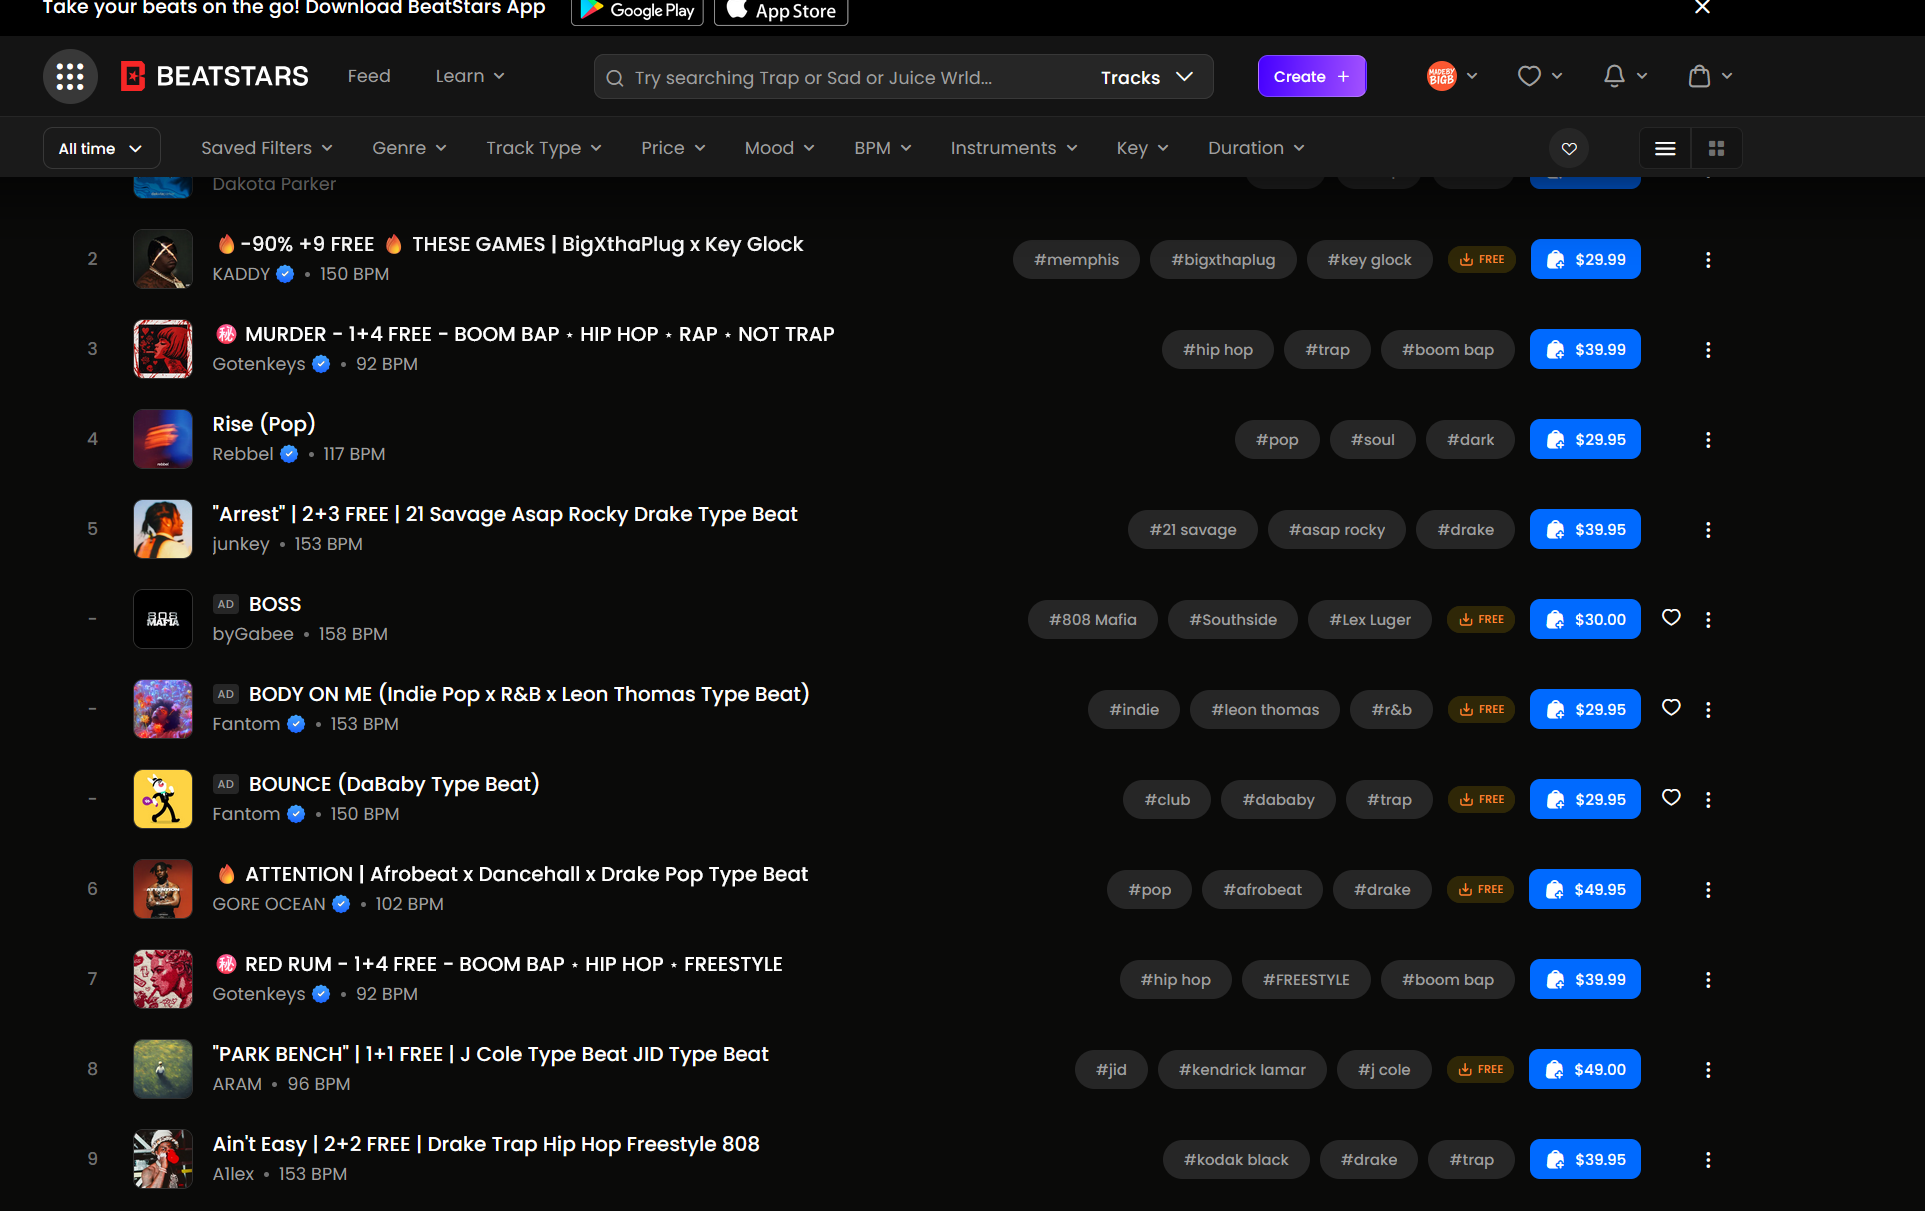 Take your beats on the go! Download BeatStars App Google Play App Store
BEATSTARS Feed Learn Try searching Trap or Sad or Juice Wrld... Tracks Create + MADE BY BIGB
All time Saved Filters Genre Track Type Price Mood BPM Instruments Key Duration
Dakota Parker
2 🔥-90% +9 FREE 🔥 THESE GAMES | BigXthaPlug x Key Glock
KADDY • 150 BPM
#memphis #bigxthaplug #key glock FREE $29.99
3 ㊙️ MURDER - 1+4 FREE - BOOM BAP ⋆ HIP HOP ⋆ RAP ⋆ NOT TRAP
Gotenkeys • 92 BPM
#hip hop #trap #boom bap $39.99
4 Rise (Pop)
Rebbel • 117 BPM
#pop #soul #dark $29.95
5 "Arrest" | 2+3 FREE | 21 Savage Asap Rocky Drake Type Beat
junkey • 153 BPM
#21 savage #asap rocky #drake $39.95
- 808 MAFIA AD BOSS
byGabee • 158 BPM
#808 Mafia #Southside #Lex Luger FREE $30.00
- AD BODY ON ME (Indie Pop x R&B x Leon Thomas Type Beat)
Fantom • 153 BPM
#indie #leon thomas #r&b FREE $29.95
- AD BOUNCE (DaBaby Type Beat)
Fantom • 150 BPM
#club #dababy #trap FREE $29.95
6 ATTENTION 🔥 ATTENTION | Afrobeat x Dancehall x Drake Pop Type Beat
GORE OCEAN • 102 BPM
#pop #afrobeat #drake FREE $49.95
7 ㊙️ RED RUM - 1+4 FREE - BOOM BAP ⋆ HIP HOP ⋆ FREESTYLE
Gotenkeys • 92 BPM
#hip hop #FREESTYLE #boom bap $39.99
8 "PARK BENCH" | 1+1 FREE | J Cole Type Beat JID Type Beat
ARAM • 96 BPM
#jid #kendrick lamar #j cole FREE $49.00
9 Ain't Easy | 2+2 FREE | Drake Trap Hip Hop Freestyle 808
A1lex • 153 BPM
#kodak black #drake #trap $39.95